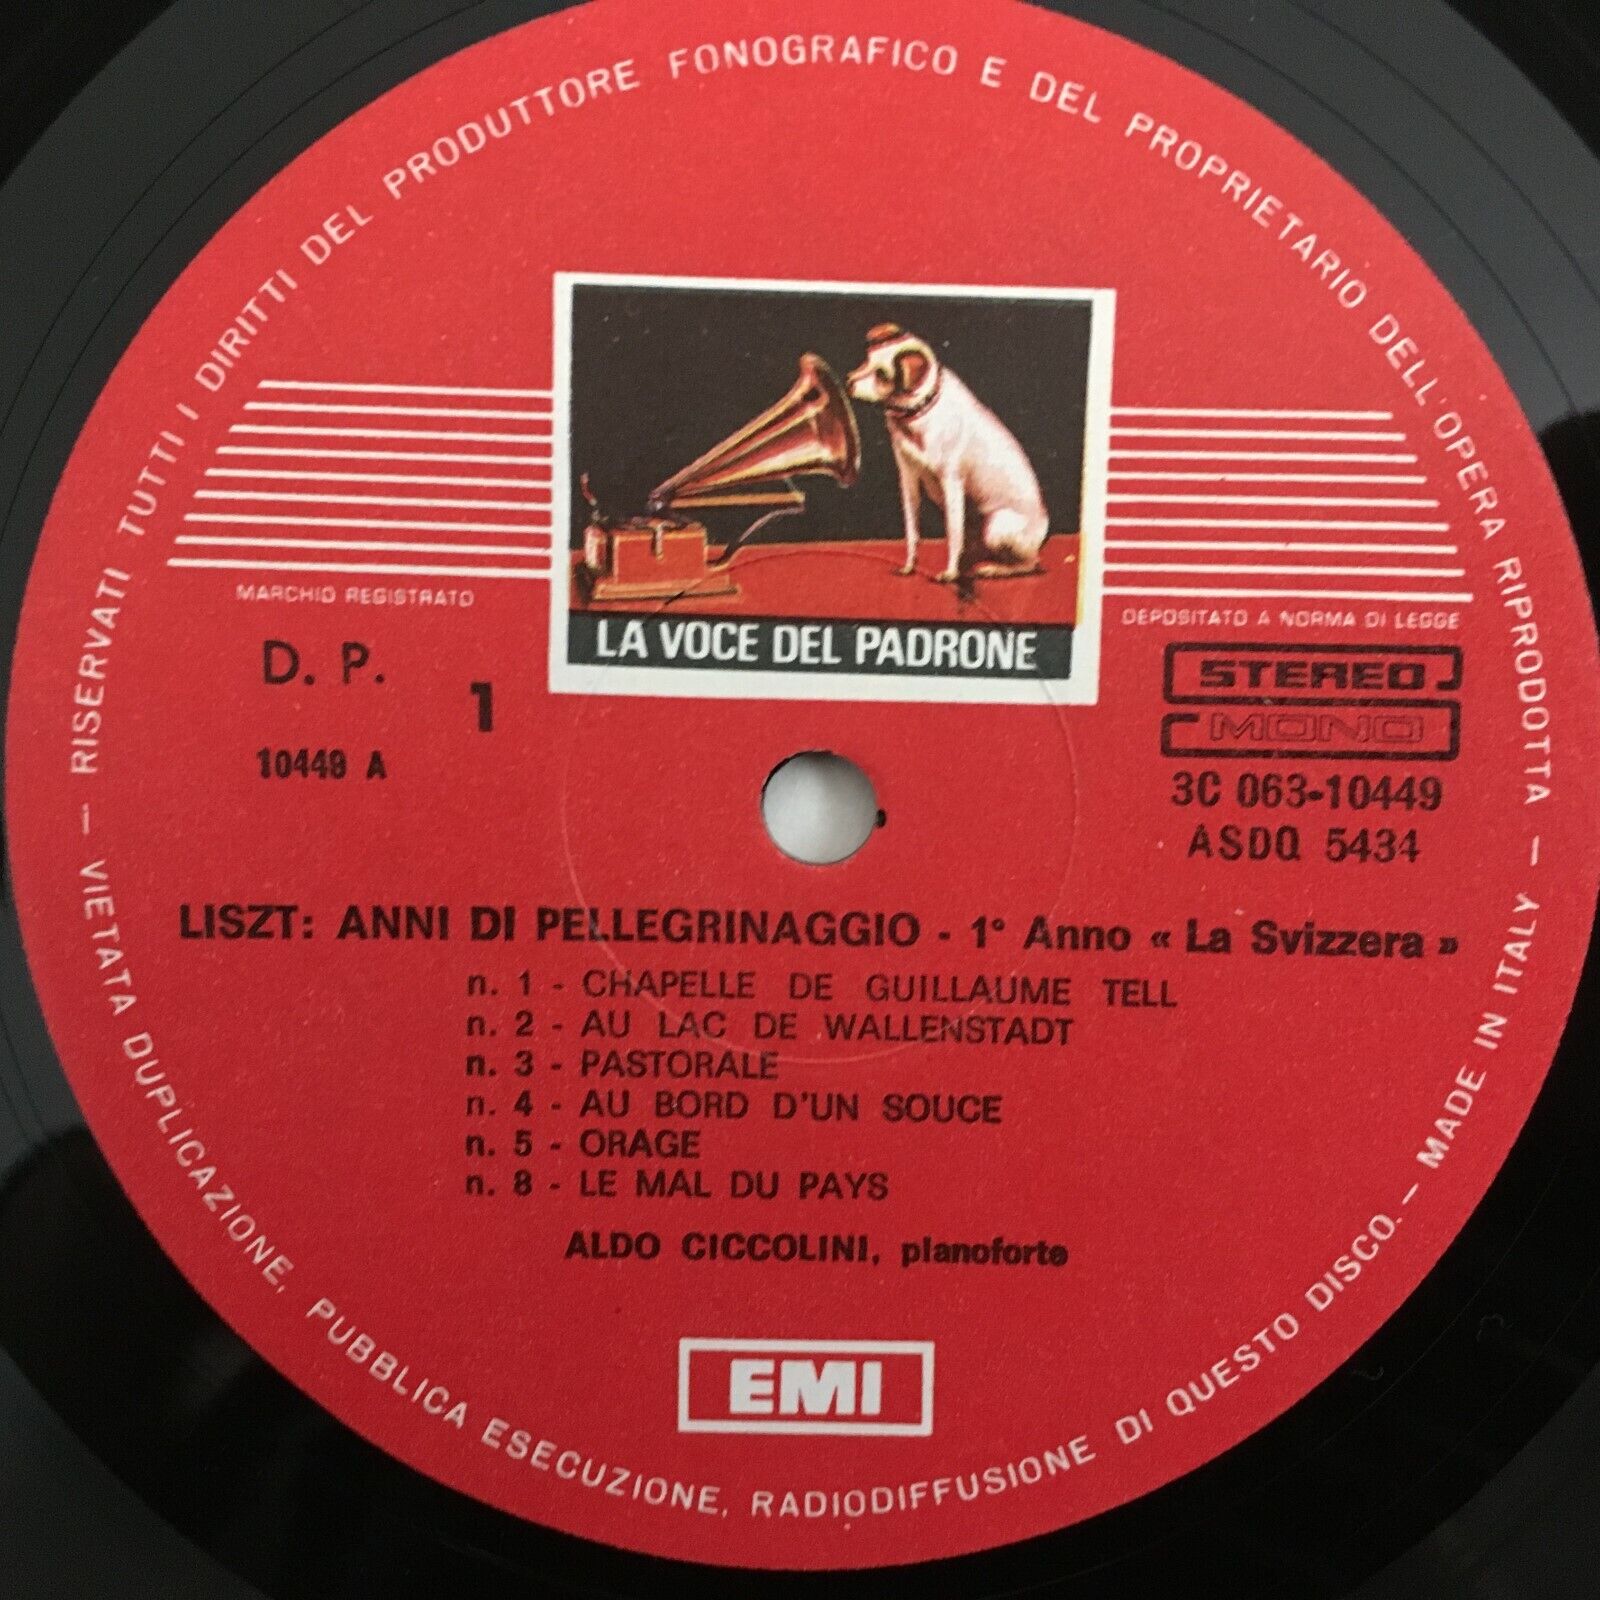 RISERVATI TUTTI I DIRITTI DEL PRODUTTORE FONOGRAFICO E DEL PROPRIETARIO DELL'OPERA RIPRODOTTA – VIETATA DUPLICAZIONE, PUBBLICA ESECUZIONE, RADIODIFFUSIONE DI QUESTO DISCO. – MADE IN ITALY –
LA VOCE DEL PADRONE
MARCHIO REGISTRATO
DEPOSITATO A NORMA DI LEGGE
D. P.
1
10449 A
STEREO
MONO
3C 063-10449
ASDQ 5434
LISZT: ANNI DI PELLEGRINAGGIO - 1° Anno « La Svizzera »
n. 1 - CHAPELLE DE GUILLAUME TELL
n. 2 - AU LAC DE WALLENSTADT
n. 3 - PASTORALE
n. 4 - AU BORD D'UN SOUCE
n. 5 - ORAGE
n. 8 - LE MAL DU PAYS
ALDO CICCOLINI, pianoforte
EMI